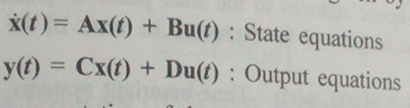 ẋ(t) = Ax(t) + Bu(t) : State equations
y(t) = Cx(t) + Du(t) : Output equations